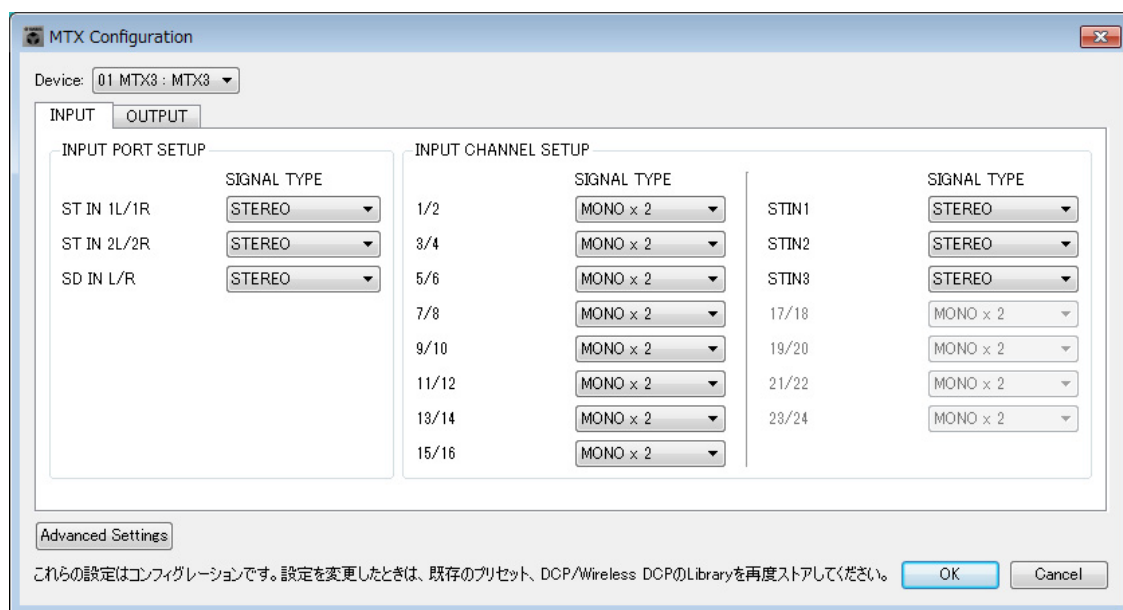 MTX Configuration
Device: 01 MTX3 : MTX3
INPUT OUTPUT
INPUT PORT SETUP
SIGNAL TYPE
ST IN 1L/1R STEREO
ST IN 2L/2R STEREO
SD IN L/R STEREO
INPUT CHANNEL SETUP
SIGNAL TYPE
1/2 MONO x 2
3/4 MONO x 2
5/6 MONO x 2
7/8 MONO x 2
9/10 MONO x 2
11/12 MONO x 2
13/14 MONO x 2
15/16 MONO x 2
SIGNAL TYPE
STIN1 STEREO
STIN2 STEREO
STIN3 STEREO
17/18 MONO x 2
19/20 MONO x 2
21/22 MONO x 2
23/24 MONO x 2
Advanced Settings
これらの設定はコンフィグレーションです。設定を変更したときは、既存のプリセット、DCP/Wireless DCPのLibraryを再度ストアしてください。
OK Cancel